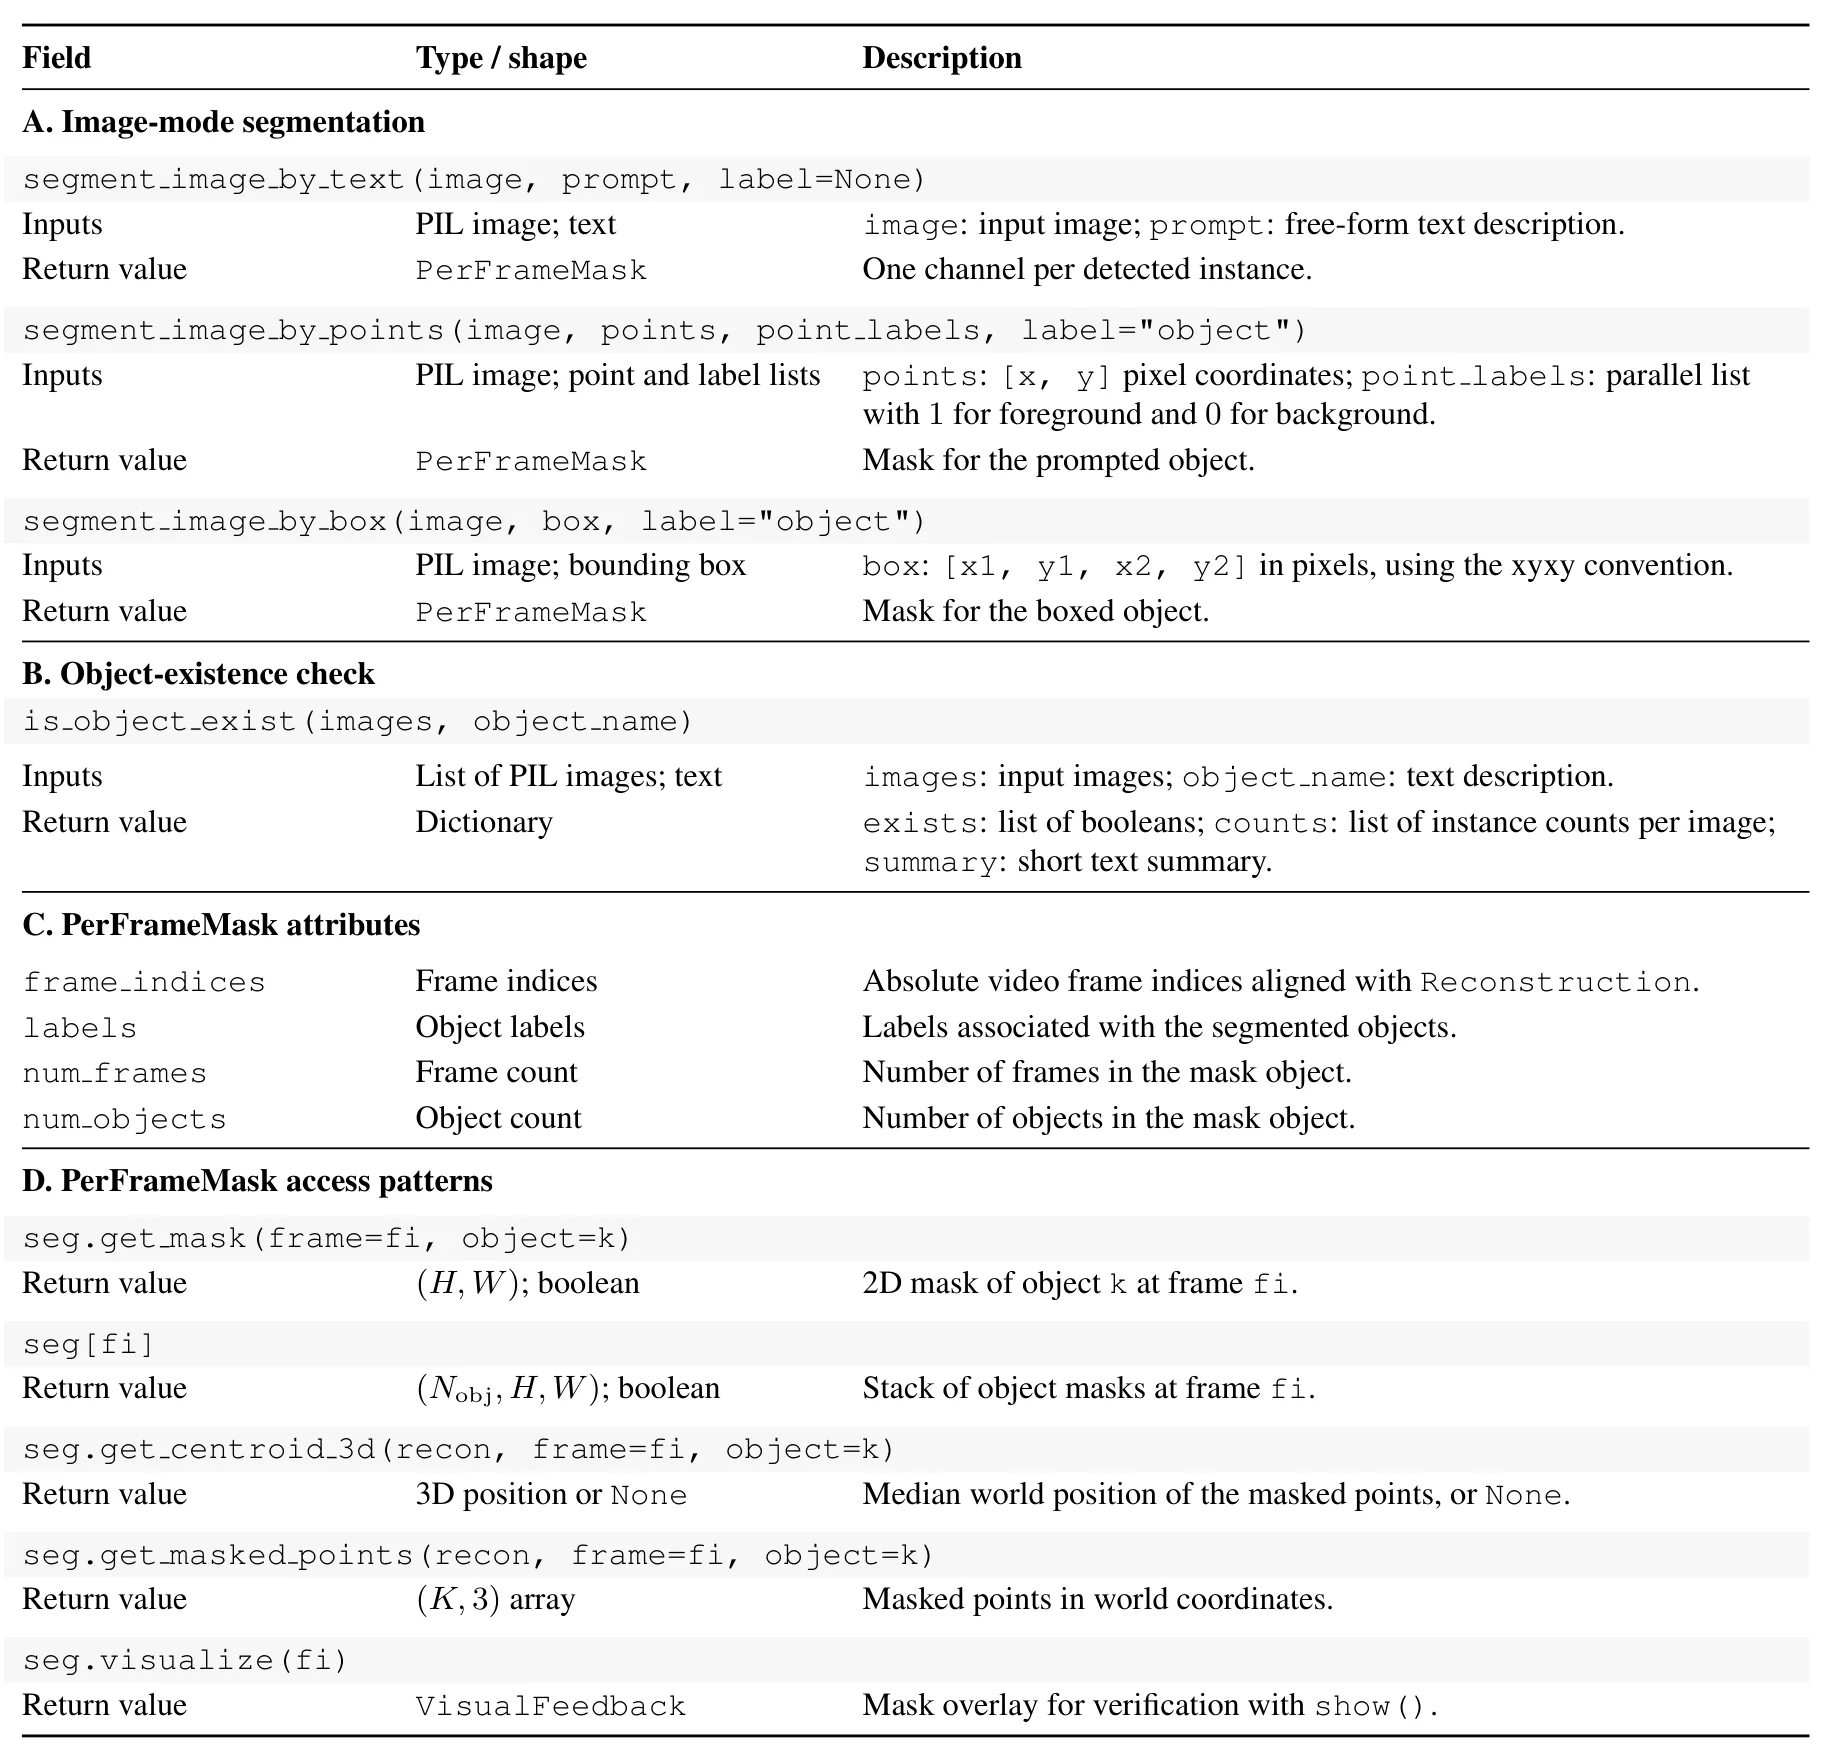 Field Type / shape Description
A. Image-mode segmentation
segment_image_by_text(image, prompt, label=None)
Inputs PIL image; text image: input image; prompt: free-form text description.
Return value PerFrameMask One channel per detected instance.
segment_image_by_points(image, points, point_labels, label="object")
Inputs PIL image; point and label lists points: [x, y] pixel coordinates; point_labels: parallel list
with 1 for foreground and 0 for background.
Return value PerFrameMask Mask for the prompted object.
segment_image_by_box(image, box, label="object")
Inputs PIL image; bounding box box: [x1, y1, x2, y2] in pixels, using the xyxy convention.
Return value PerFrameMask Mask for the boxed object.
B. Object-existence check
is_object_exist(images, object_name)
Inputs List of PIL images; text images: input images; object_name: text description.
Return value Dictionary exists: list of booleans; counts: list of instance counts per image;
summary: short text summary.
C. PerFrameMask attributes
frame_indices Frame indices Absolute video frame indices aligned with Reconstruction.
labels Object labels Labels associated with the segmented objects.
num_frames Frame count Number of frames in the mask object.
num_objects Object count Number of objects in the mask object.
D. PerFrameMask access patterns
seg.get_mask(frame=fi, object=k)
Return value (H, W); boolean 2D mask of object k at frame fi.
seg[fi]
Return value (N_obj, H, W); boolean Stack of object masks at frame fi.
seg.get_centroid_3d(recon, frame=fi, object=k)
Return value 3D position or None Median world position of the masked points, or None.
seg.get_masked_points(recon, frame=fi, object=k)
Return value (K, 3) array Masked points in world coordinates.
seg.visualize(fi)
Return value VisualFeedback Mask overlay for verification with show().